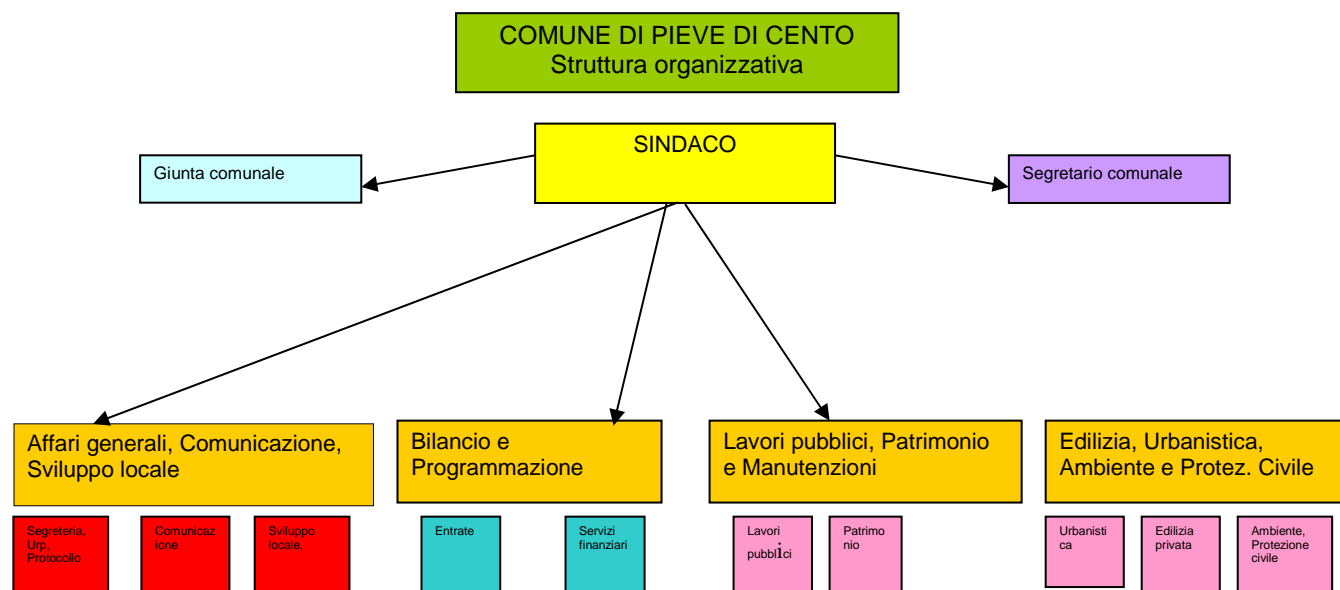 COMUNE DI PIEVE DI CENTO
Struttura organizzativa
SINDACO
Giunta comunale
Segretario comunale
Affari generali, Comunicazione,
Sviluppo locale
Bilancio e
Programmazione
Lavori pubblici, Patrimonio
e Manutenzioni
Edilizia, Urbanistica,
Ambiente e Protez. Civile
Segreteria,
Urp,
Protocollo
Comunicaz
ione
Sviluppo
locale,
Entrate
Servizi
finanziari
Lavori
pubblici
Patrimo
nio
Urbanisti
ca
Edilizia
privata
Ambiente,
Protezione
civile